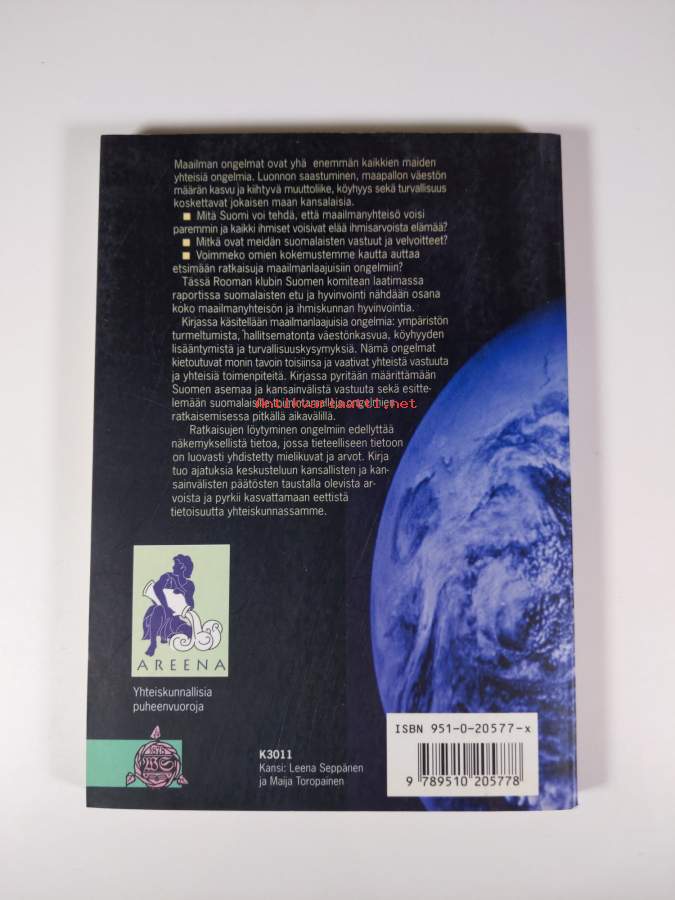 Maailman ongelmat ovat yhä enemmän kaikkien maiden
yhteisiä ongelmia. Luonnon saastuminen, maapallon väestön
määrän kasvu ja kiihtyvä muuttoliike, köyhyys sekä turvallisuus
koskettavat jokaisen maan kansalaisia.
■ Mitä Suomi voi tehdä, että maailmanyhteisö voisi
paremmin ja kaikki ihmiset voisivat elää ihmisarvoista elämää?
■ Mitkä ovat meidän suomalaisten vastuut ja velvoitteet?
■ Voimmeko omien kokemustemme kautta auttaa
etsimään ratkaisuja maailmanlaajuisiin ongelmiin?
Tässä Rooman klubin Suomen komitean laatimassa
raportissa suomalaisten etu ja hyvinvointi nähdään osana
koko maailmanyhteisön ja ihmiskunnan hyvinvointia.
Kirjassa käsitellään maailmanlaajuisia ongelmia: ympäristön
turmeltumista, hallitsematonta väestönkasvua, köyhyyden
lisääntymistä ja turvallisuuskysymyksiä. Nämä ongelmat
kietoutuvat monin tavoin toisiinsa ja vaativat yhteistä vastuuta
ja yhteisiä toimenpiteitä. Kirjassa pyritään määrittämään
Suomen asemaa ja kansainvälistä vastuuta sekä esitte-
lemään suomalaisille toimintamalleja ongelmien
ratkaisemisessa pitkällä aikavälillä.
Ratkaisujen löytyminen ongelmiin edellyttää
näkemyksellistä tietoa, jossa tieteelliseen tietoon
on luovasti yhdistetty mielikuvat ja arvot. Kirja
tuo ajatuksia keskusteluun kansallisten ja kan-
sainvälisten päätösten taustalla olevista ar-
voista ja pyrkii kasvattamaan eettistä
tietoisuutta yhteiskunnassamme.
Antikvariaatti.net
AREENA
Yhteiskunnallisia
puheenvuoroja
1878
WS
K3011
Kansi: Leena Seppänen
ja Maija Toropainen
ISBN 951-0-20577-x
9 789510 205778